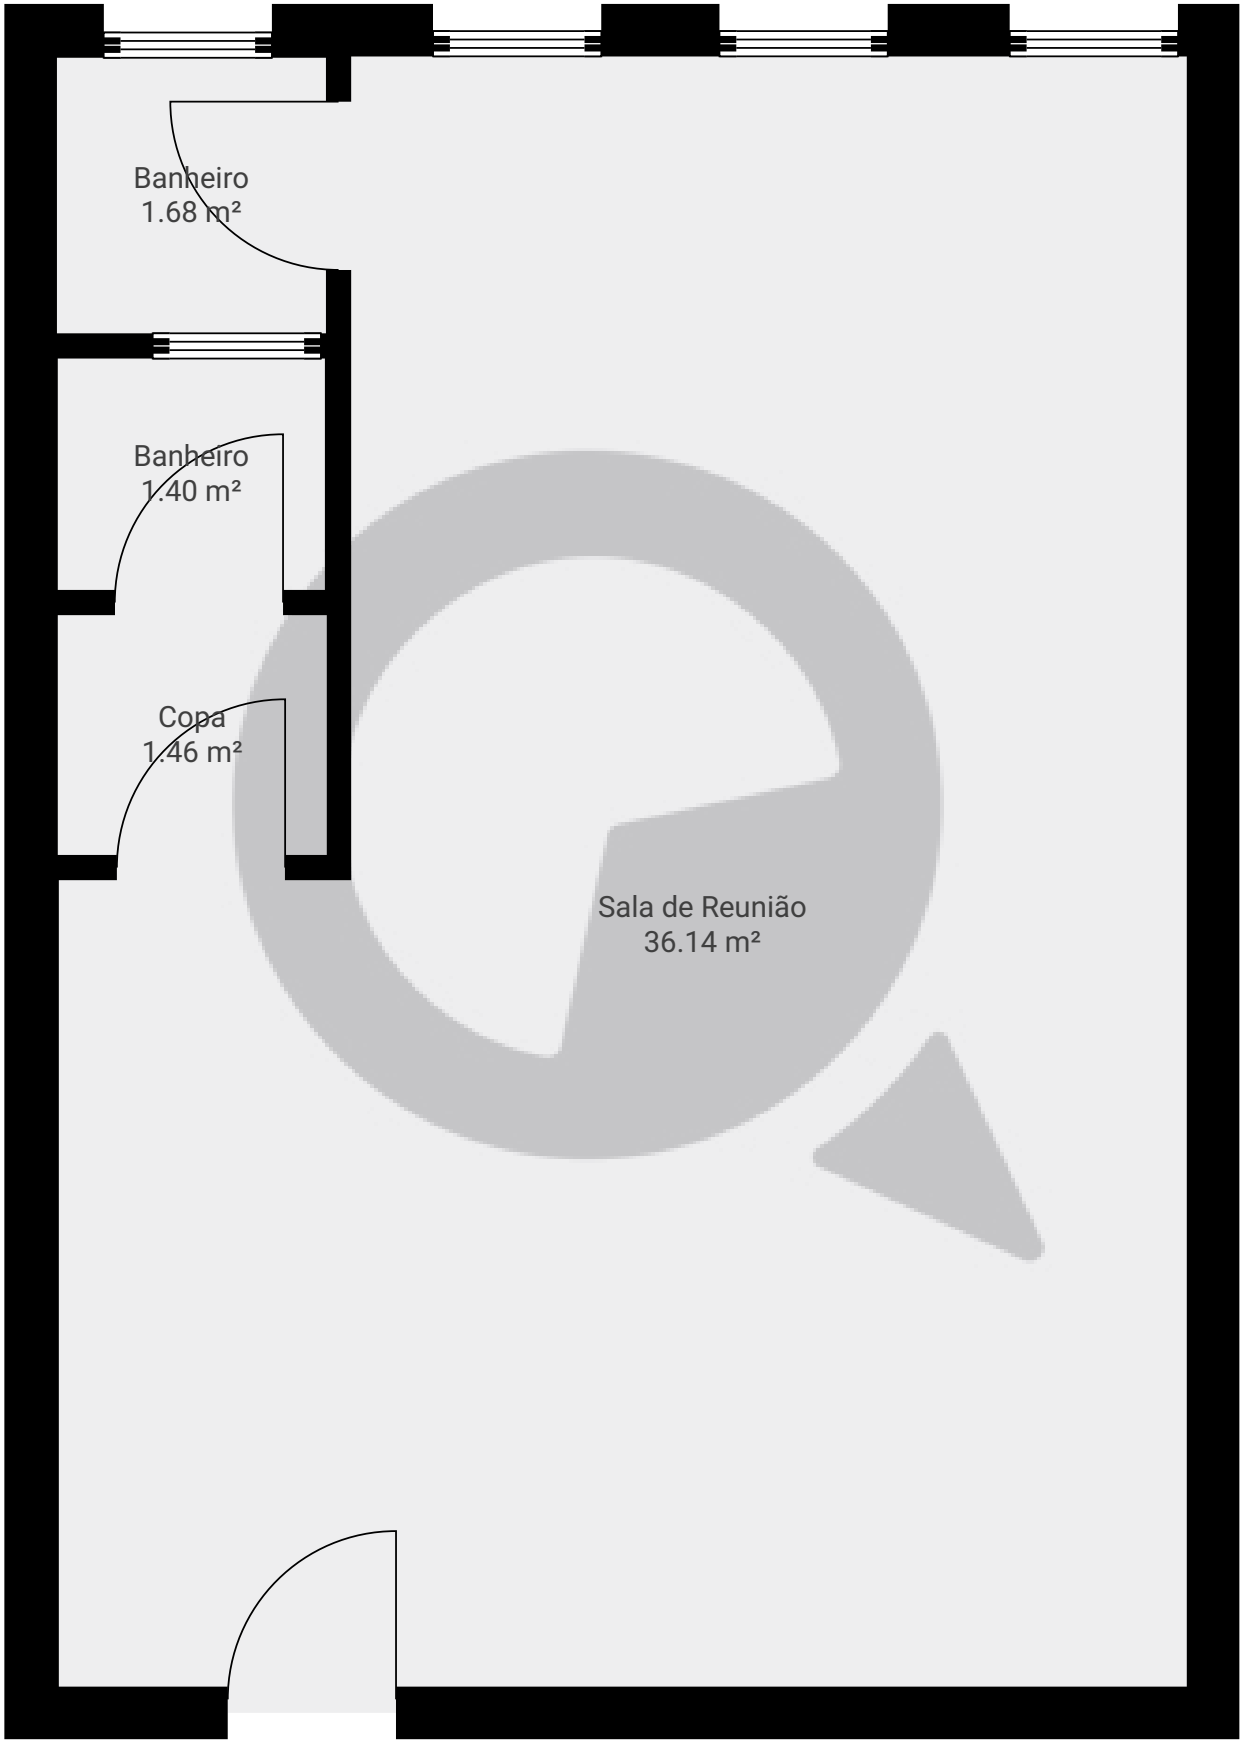 Banheiro
1.68 m²
Banheiro
1.40 m²
Copa
1.46 m²
Sala de Reunião
36.14 m²